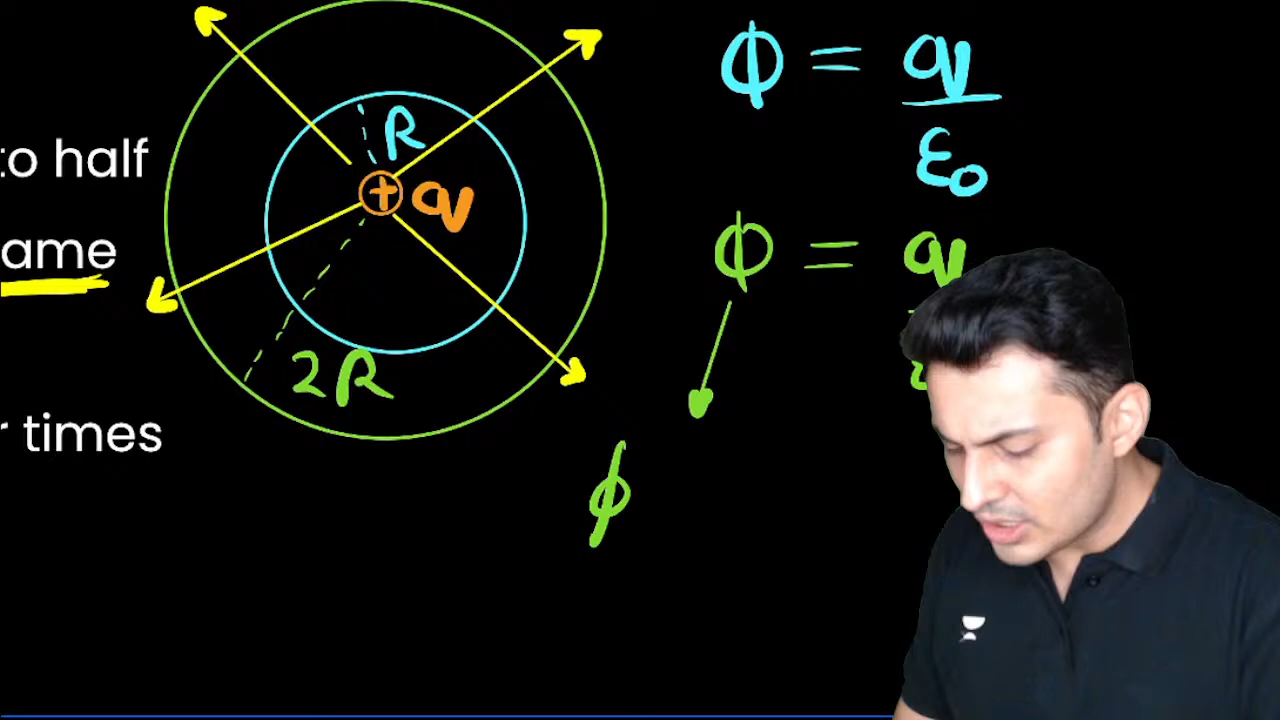 to half
ame
r times
R
+ q
2R
ϕ = q
ε₀
ϕ = q
ϕ